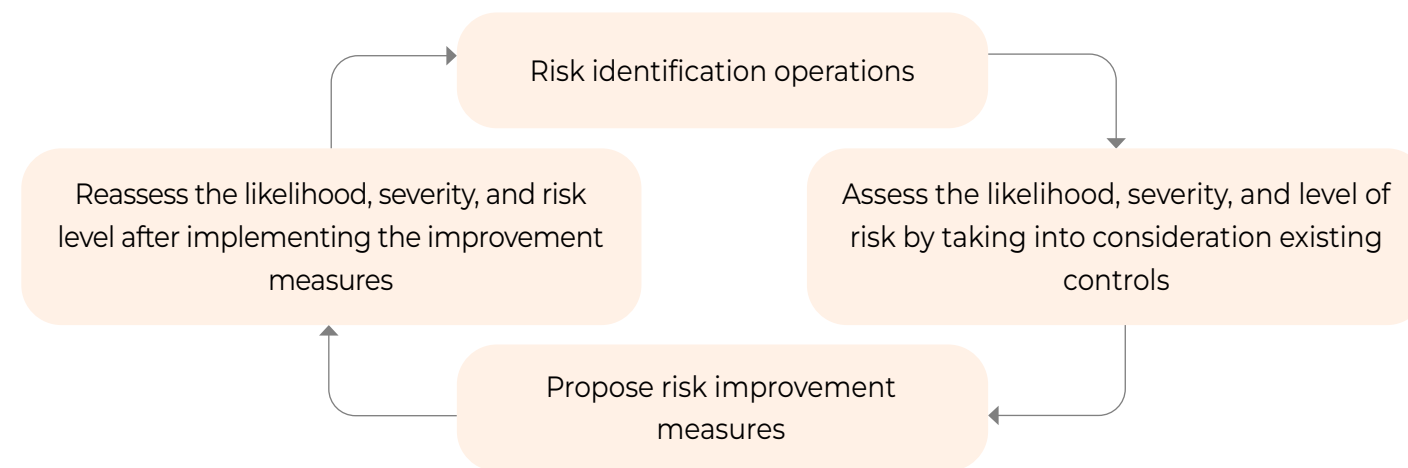 Risk identification operations
Reassess the likelihood, severity, and risk
level after implementing the improvement
measures
Assess the likelihood, severity, and level of
risk by taking into consideration existing
controls
Propose risk improvement
measures